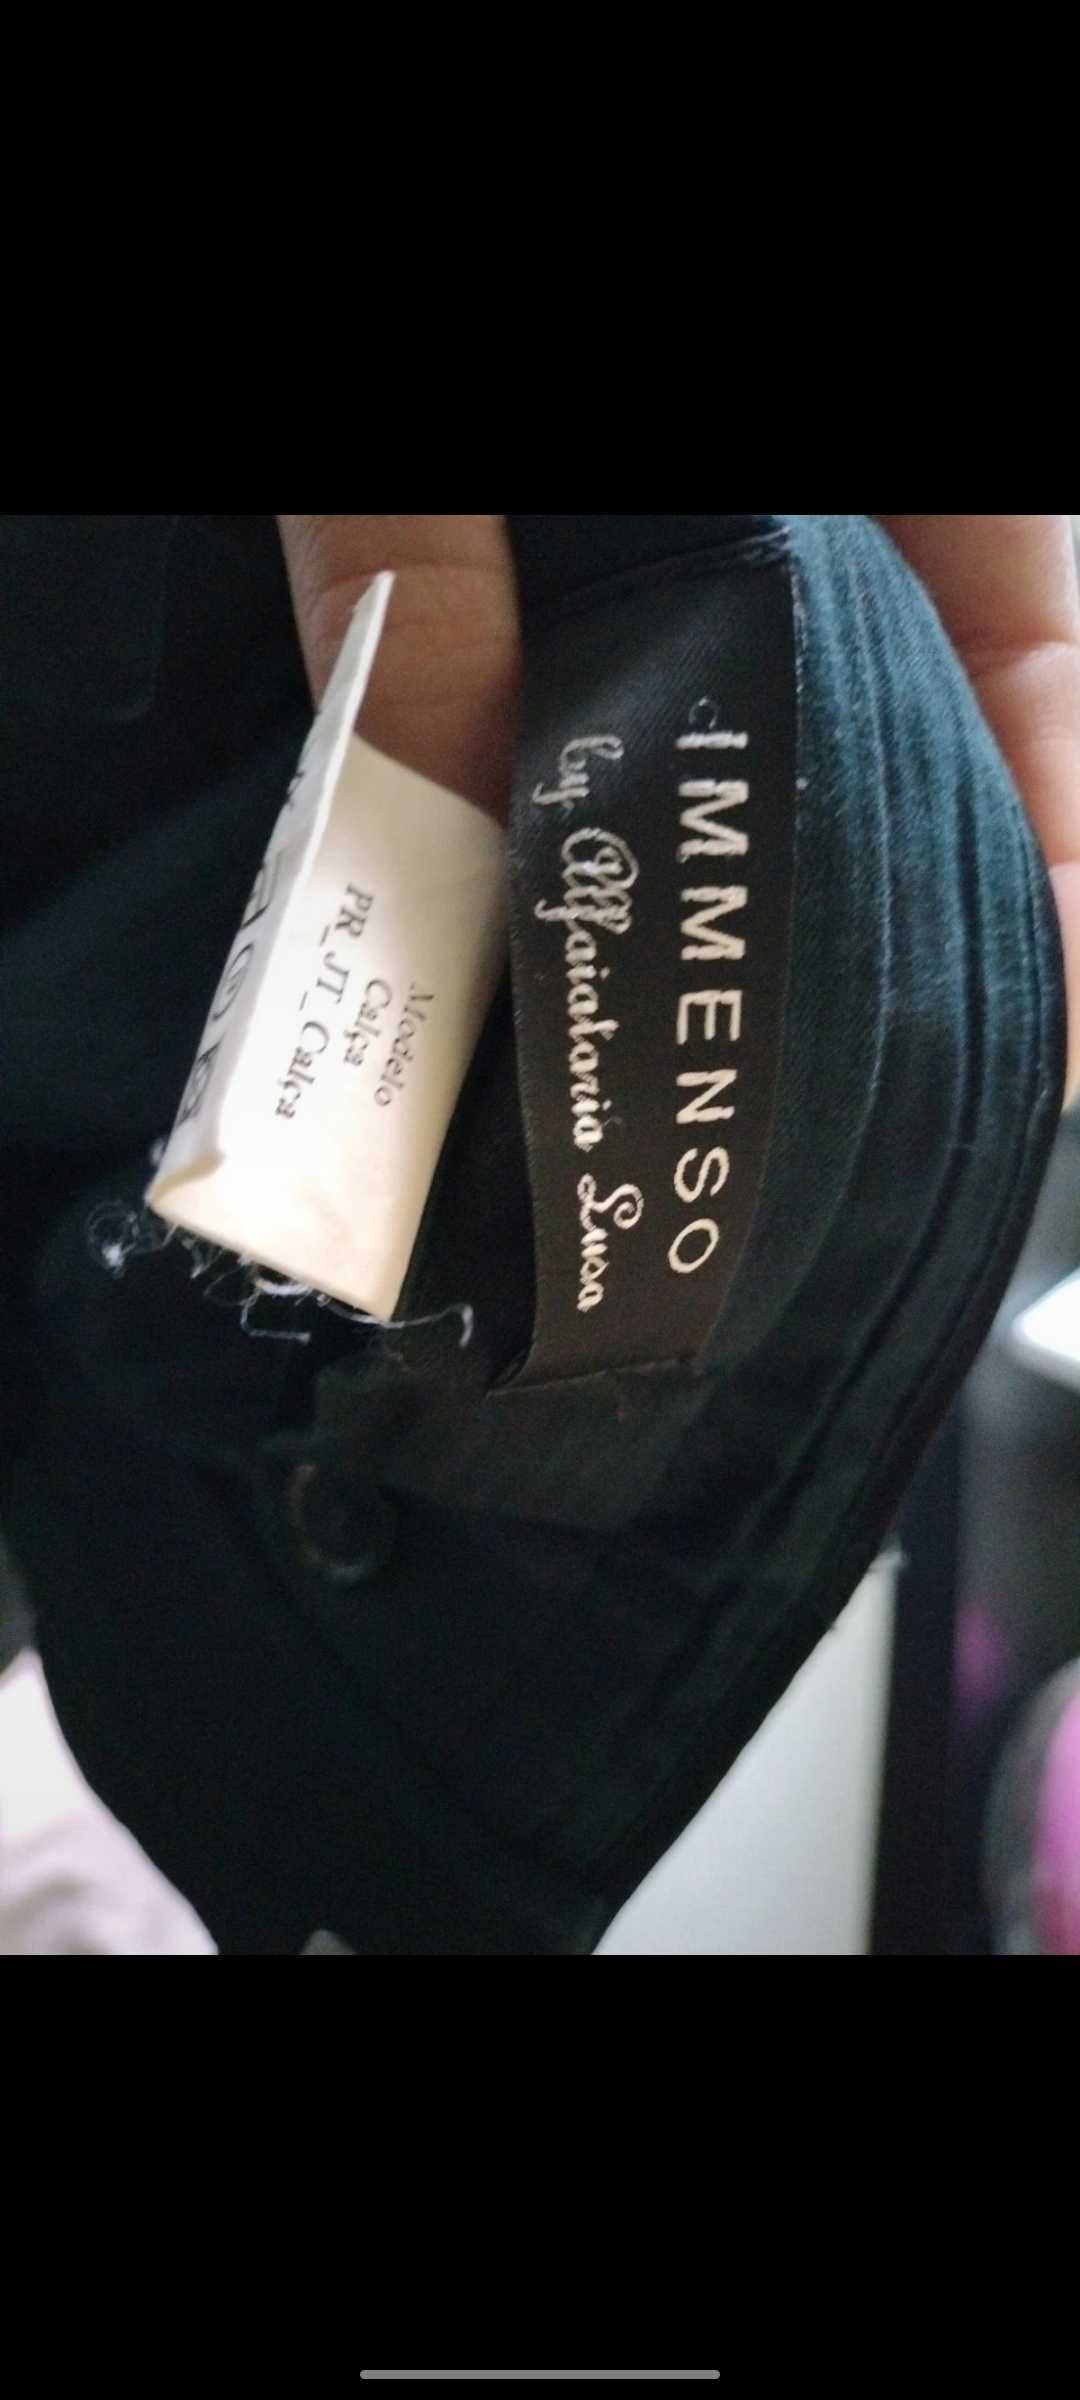 IMMENSO
by Alfaiataria Lusa
Modelo
Calça
PR_JT_Calça